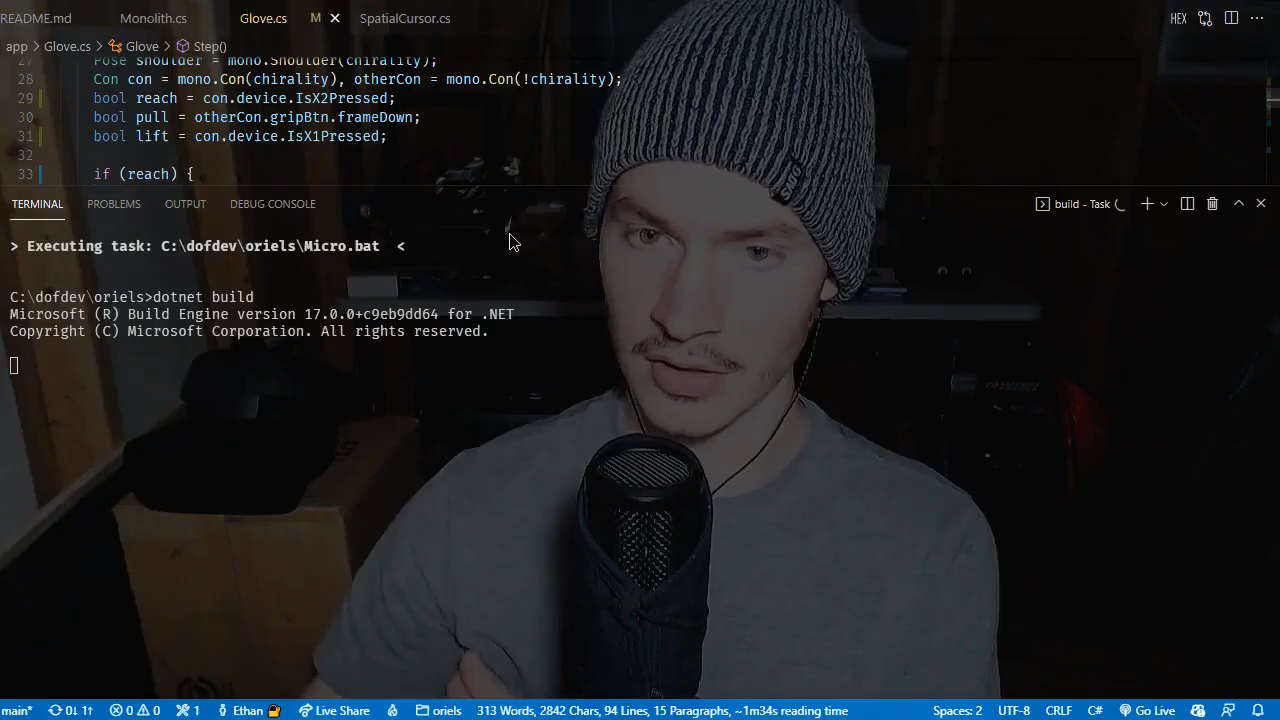 README.md Monolith.cs Glove.cs M SpatialCursor.cs HEX
app > Glove.cs > Glove > Step()
27 Pose shoulder = mono.Shoulder(chirality);
28 Con con = mono.Con(chirality), otherCon = mono.Con(!chirality);
29 bool reach = con.device.IsX2Pressed;
30 bool pull = otherCon.gripBtn.frameDown;
31 bool lift = con.device.IsX1Pressed;
32
33 if (reach) {
TERMINAL PROBLEMS OUTPUT DEBUG CONSOLE build - Task
> Executing task: C:\dofdev\oriels\Micro.bat <
C:\dofdev\oriels>dotnet build
Microsoft (R) Build Engine version 17.0.0+c9eb9dd64 for .NET
Copyright (C) Microsoft Corporation. All rights reserved.
main* 0↓ 1↑ 0 0 1 Ethan Live Share oriels 313 Words, 2842 Chars, 94 Lines, 15 Paragraphs, ~1m34s reading time Spaces: 2 UTF-8 CRLF C# Go Live